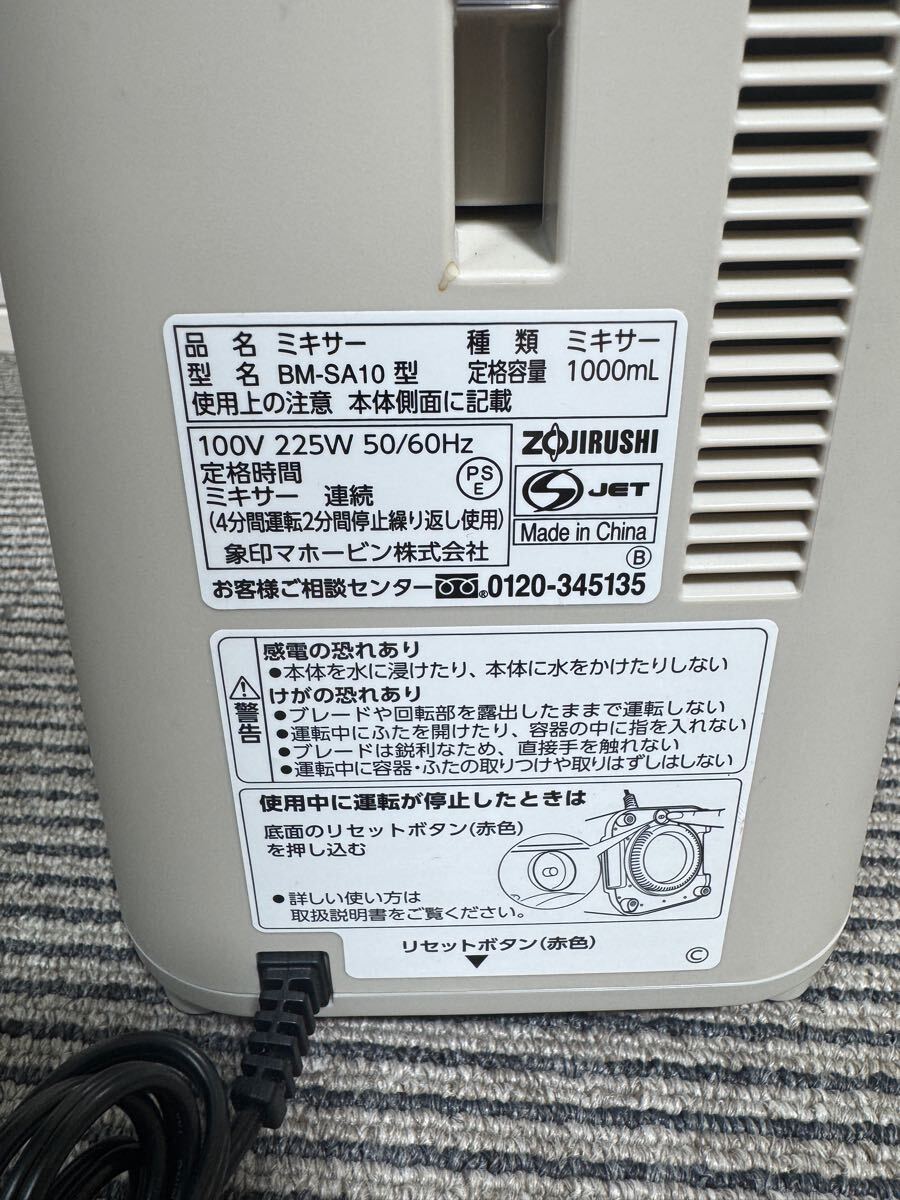 品名 ミキサー 種類 ミキサー
型名 BM-SA10 型 定格容量 1000mL
使用上の注意 本体側面に記載
100V 225W 50/60Hz
定格時間
ミキサー 連続
(4分間運転2分間停止繰り返し使用)
象印マホービン株式会社
PS
E
ZOJIRUSHI
S JET
Made in China
B
お客様ご相談センター 0120-345135
警告
感電の恐れあり
●本体を水に浸けたり、本体に水をかけたりしない
けがの恐れあり
●ブレードや回転部を露出したままで運転しない
●運転中にふたを開けたり、容器の中に指を入れない
●ブレードは鋭利なため、直接手を触れない
●運転中に容器・ふたの取りつけや取りはずしはしない
使用中に運転が停止したときは
底面のリセットボタン(赤色)
を押し込む
●詳しい使い方は
取扱説明書をご覧ください。
リセットボタン(赤色)
▼
C